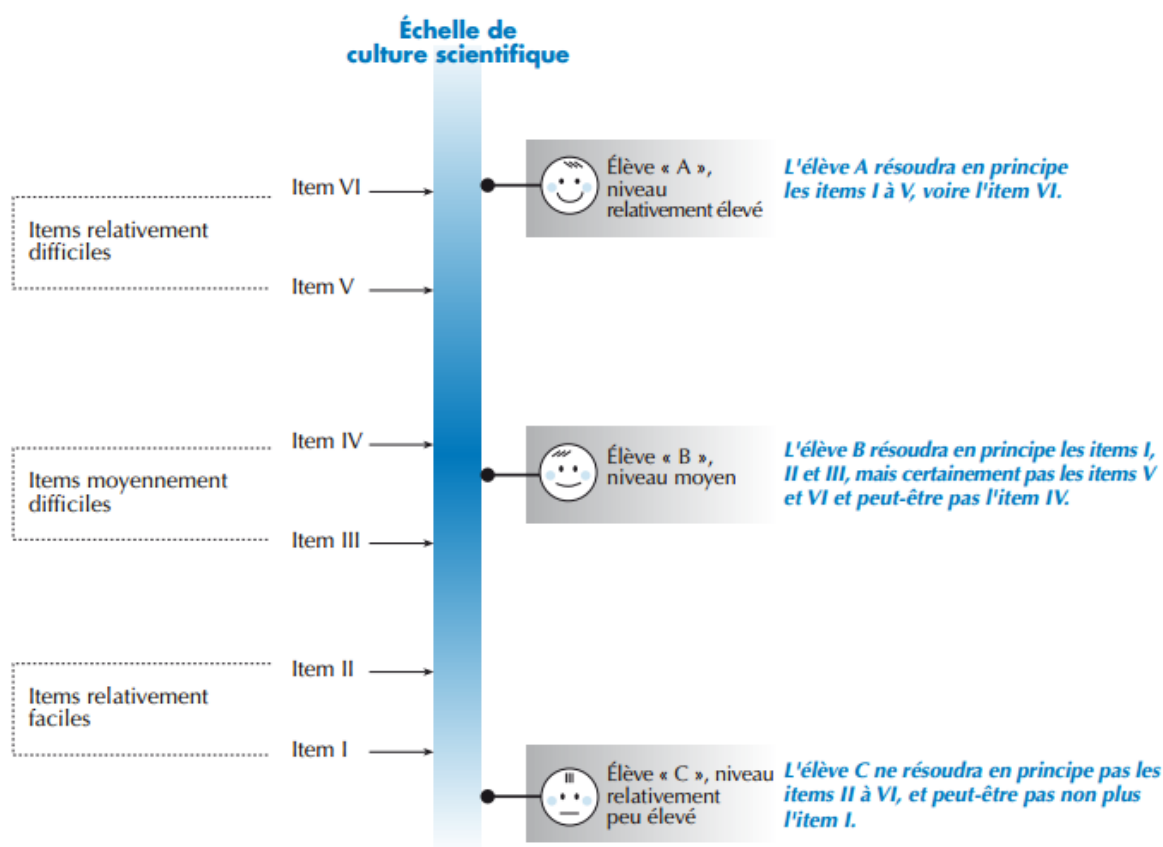 Échelle de
culture scientifique
Élève « A »,
niveau
relativement élevé
L'élève A résoudra en principe
les items I à V, voire l'item VI.
Item VI
Items relativement
difficiles
Item V
Item IV
Élève « B »,
niveau moyen
L'élève B résoudra en principe les items I,
II et III, mais certainement pas les items V
et VI et peut-être pas l'item IV.
Items moyennement
difficiles
Item III
Item II
Items relativement
faciles
Item I
Élève « C », niveau
relativement
peu élevé
L'élève C ne résoudra en principe pas les
items II à VI, et peut-être pas non plus
l'item I.